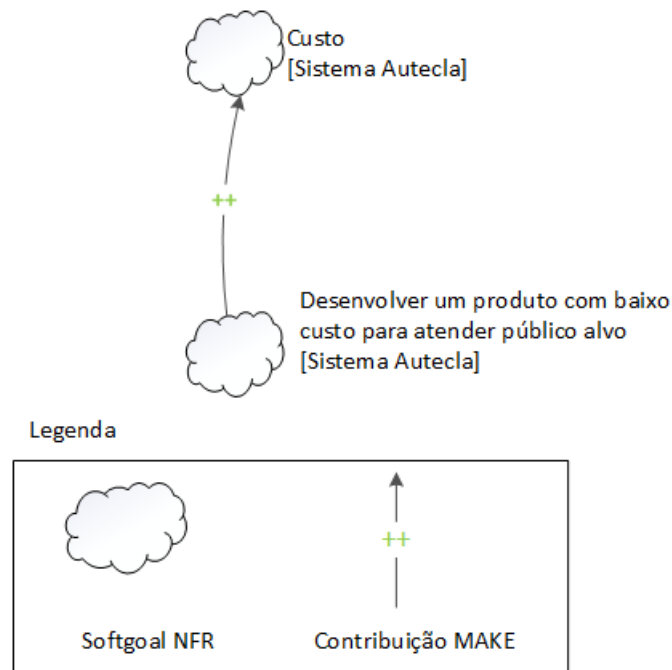 Custo
[Sistema Autecla]
++
Desenvolver um produto com baixo
custo para atender público alvo
[Sistema Autecla]
Legenda
++
Softgoal NFR
Contribuição MAKE